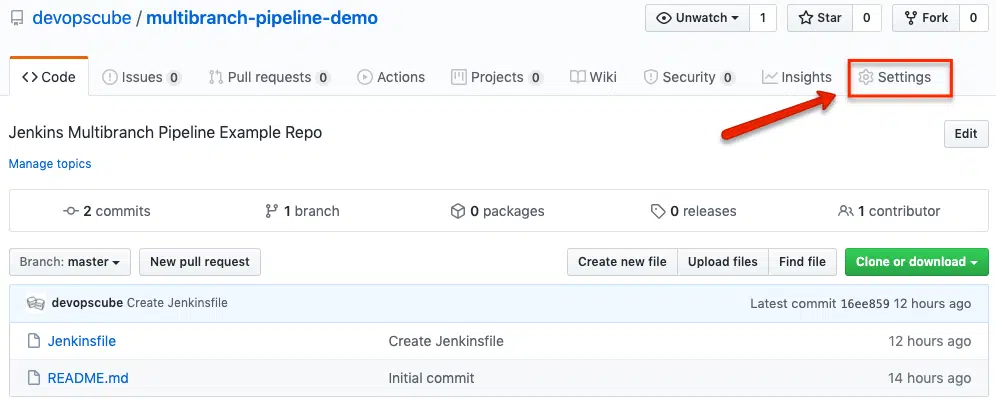 devopscube / multibranch-pipeline-demo Unwatch 1 Star 0 Fork 0
Code Issues 0 Pull requests 0 Actions Projects 0 Wiki Security 0 Insights Settings
Jenkins Multibranch Pipeline Example Repo Edit
Manage topics
2 commits 1 branch 0 packages 0 releases 1 contributor
Branch: master New pull request Create new file Upload files Find file Clone or download
devopscube Create Jenkinsfile Latest commit 16ee859 12 hours ago
Jenkinsfile Create Jenkinsfile 12 hours ago
README.md Initial commit 14 hours ago